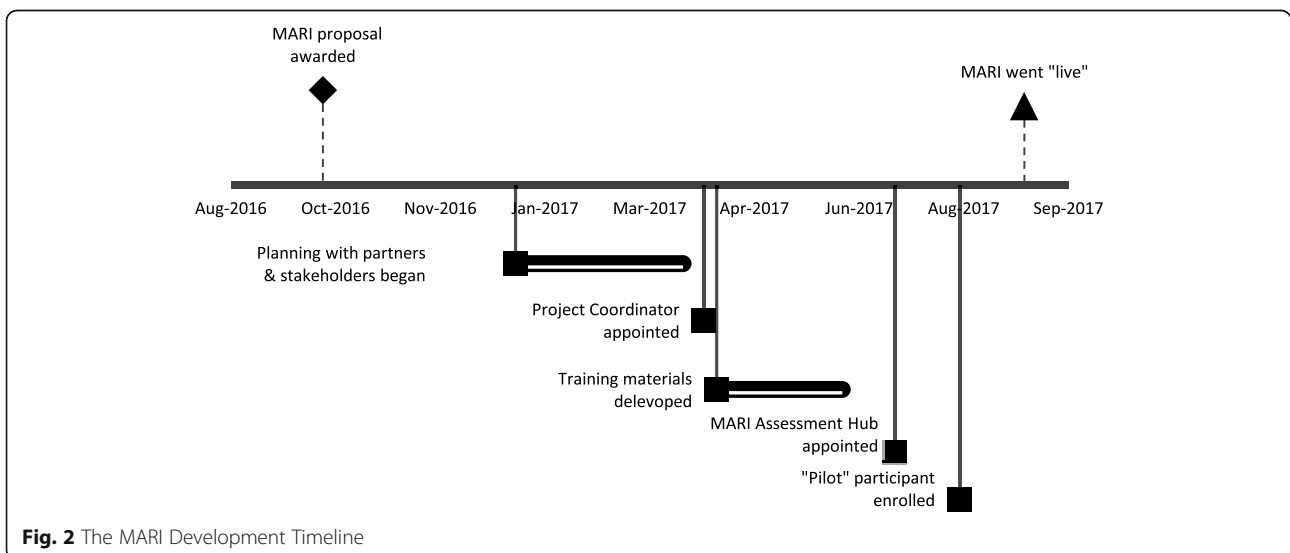 MARI proposal
awarded
MARI went "live"
Aug-2016 Oct-2016 Nov-2016 Jan-2017 Mar-2017 Apr-2017 Jun-2017 Aug-2017 Sep-2017
Planning with partners
& stakeholders began
Project Coordinator
appointed
Training materials
delevoped
MARI Assessment Hub
appointed
"Pilot" participant
enrolled
Fig. 2 The MARI Development Timeline